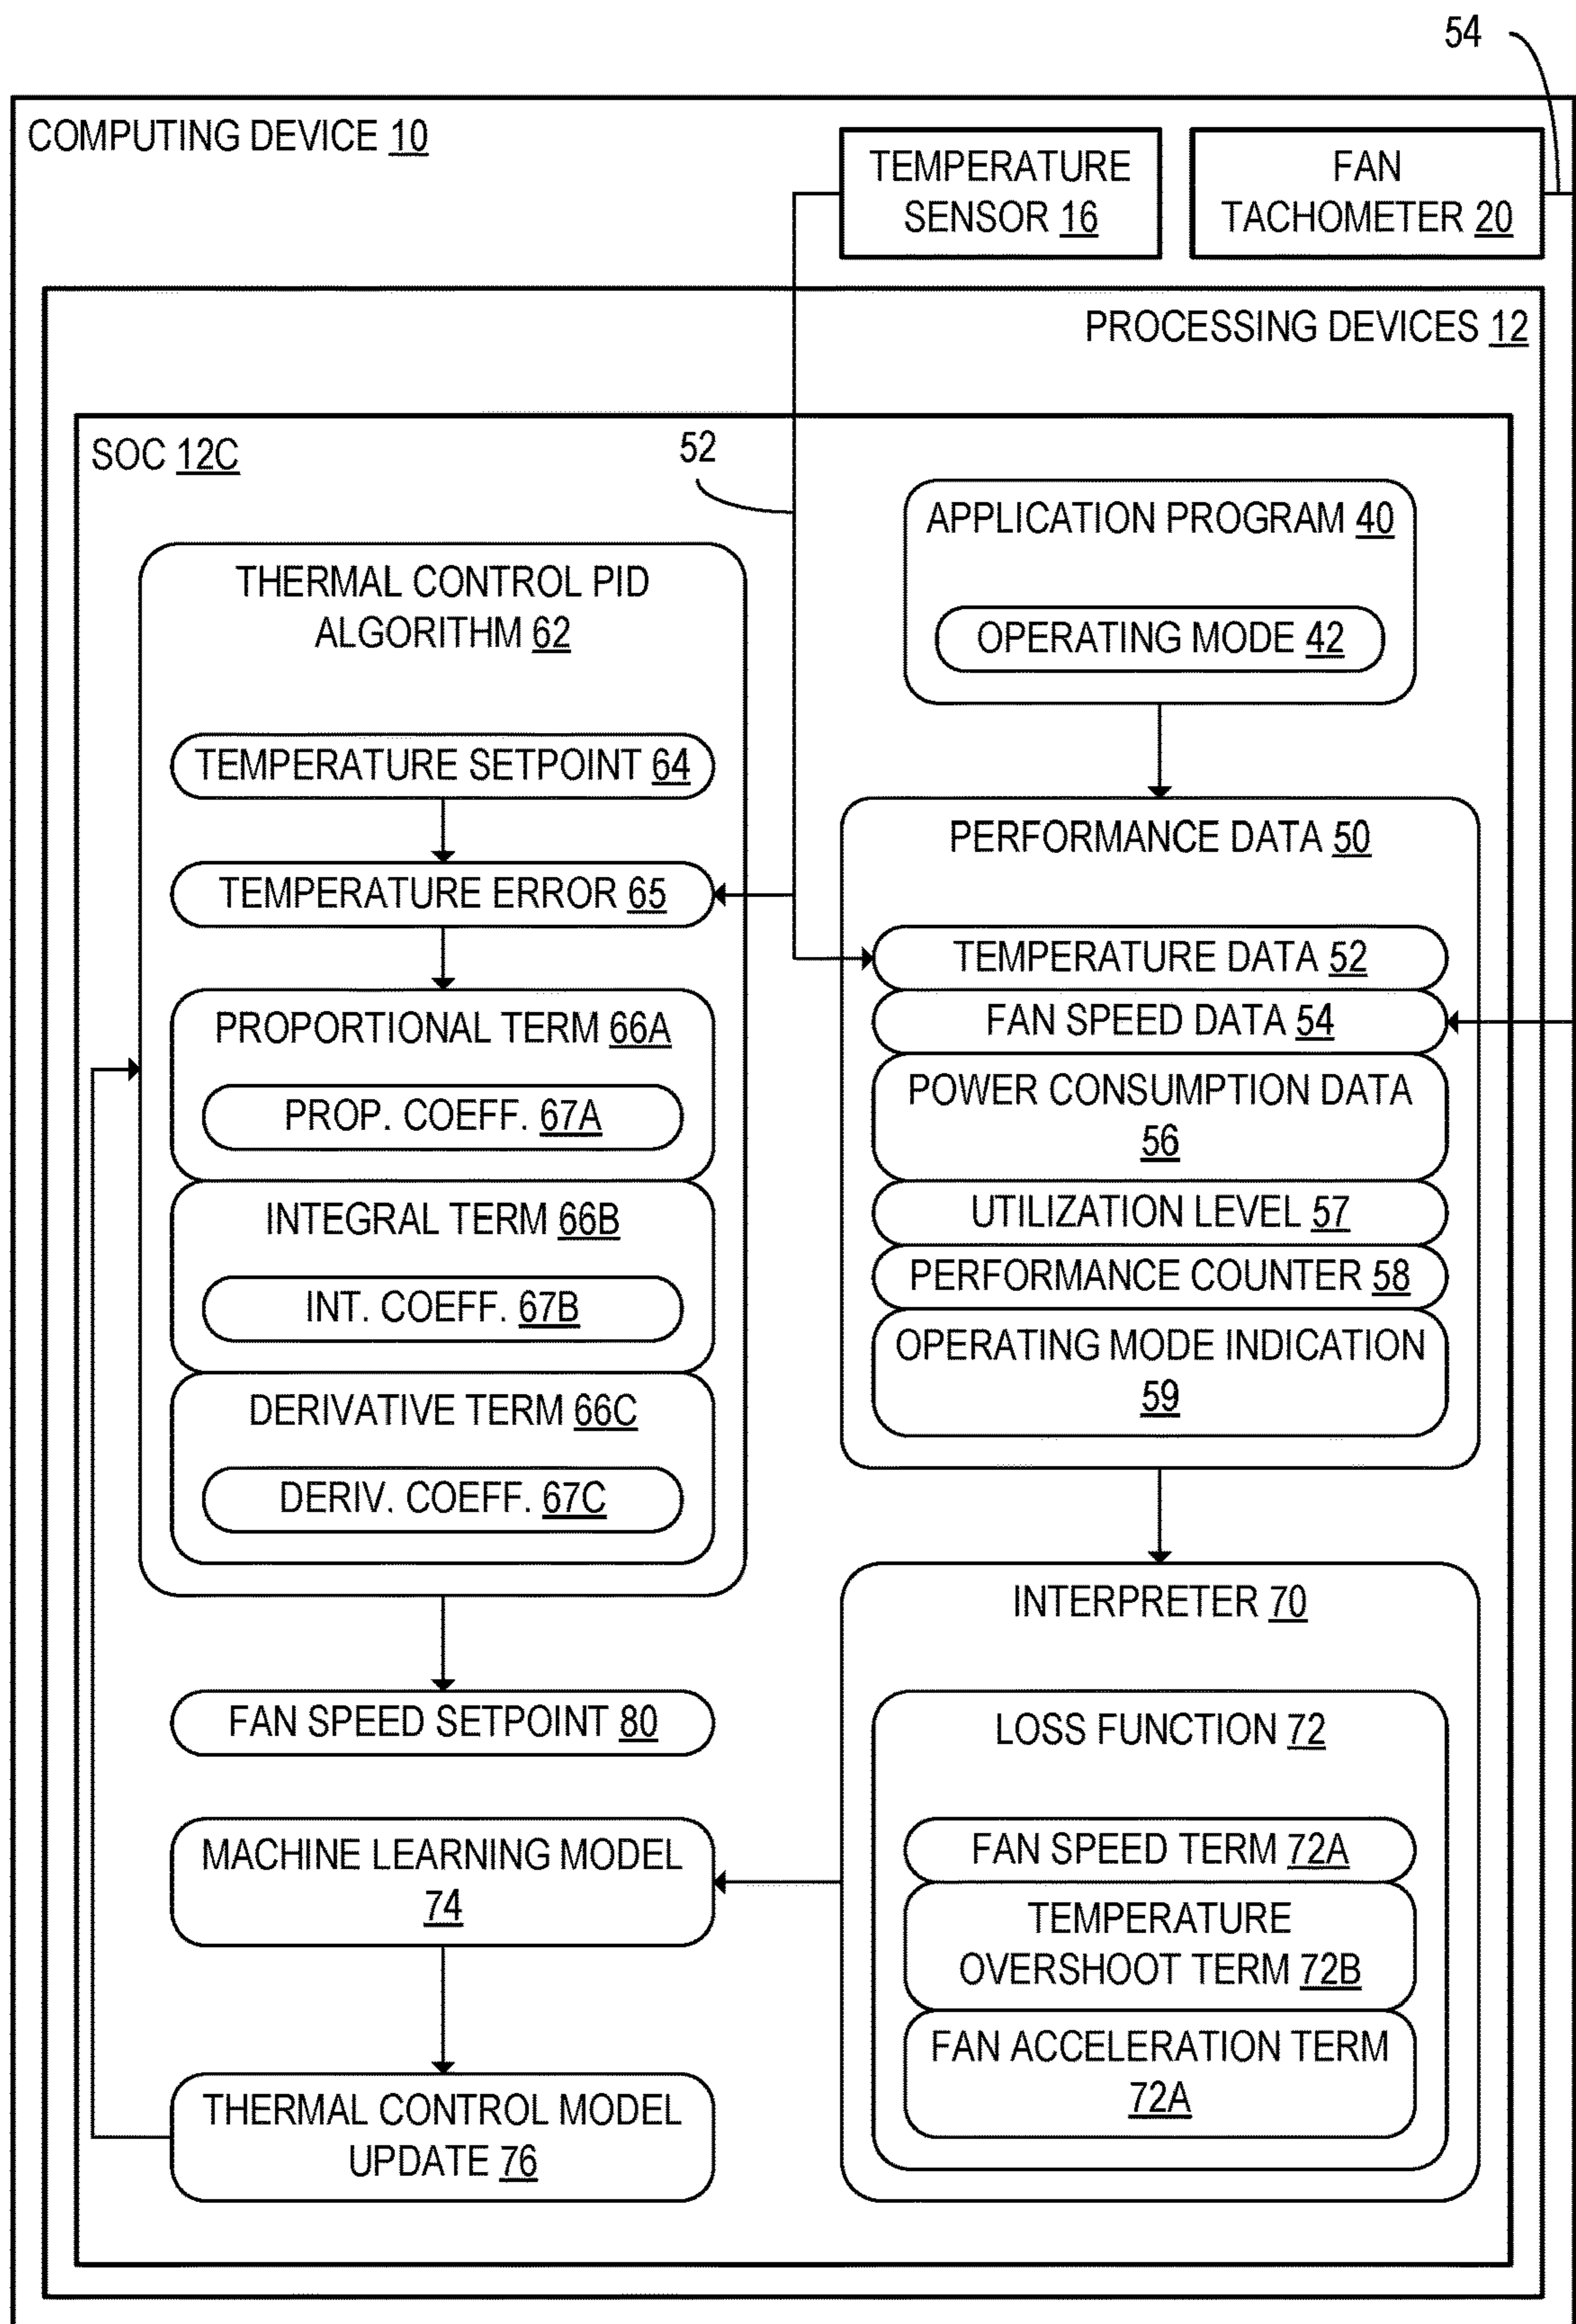 54
COMPUTING DEVICE 10
TEMPERATURE
SENSOR 16
FAN
TACHOMETER 20
PROCESSING DEVICES 12
SOC 12C
52
APPLICATION PROGRAM 40
OPERATING MODE 42
THERMAL CONTROL PID
ALGORITHM 62
TEMPERATURE SETPOINT 64
TEMPERATURE ERROR 65
PROPORTIONAL TERM 66A
PROP. COEFF. 67A
INTEGRAL TERM 66B
INT. COEFF. 67B
DERIVATIVE TERM 66C
DERIV. COEFF. 67C
FAN SPEED SETPOINT 80
MACHINE LEARNING MODEL
74
THERMAL CONTROL MODEL
UPDATE 76
PERFORMANCE DATA 50
TEMPERATURE DATA 52
FAN SPEED DATA 54
POWER CONSUMPTION DATA
56
UTILIZATION LEVEL 57
PERFORMANCE COUNTER 58
OPERATING MODE INDICATION
59
INTERPRETER 70
LOSS FUNCTION 72
FAN SPEED TERM 72A
TEMPERATURE
OVERSHOOT TERM 72B
FAN ACCELERATION TERM
72A